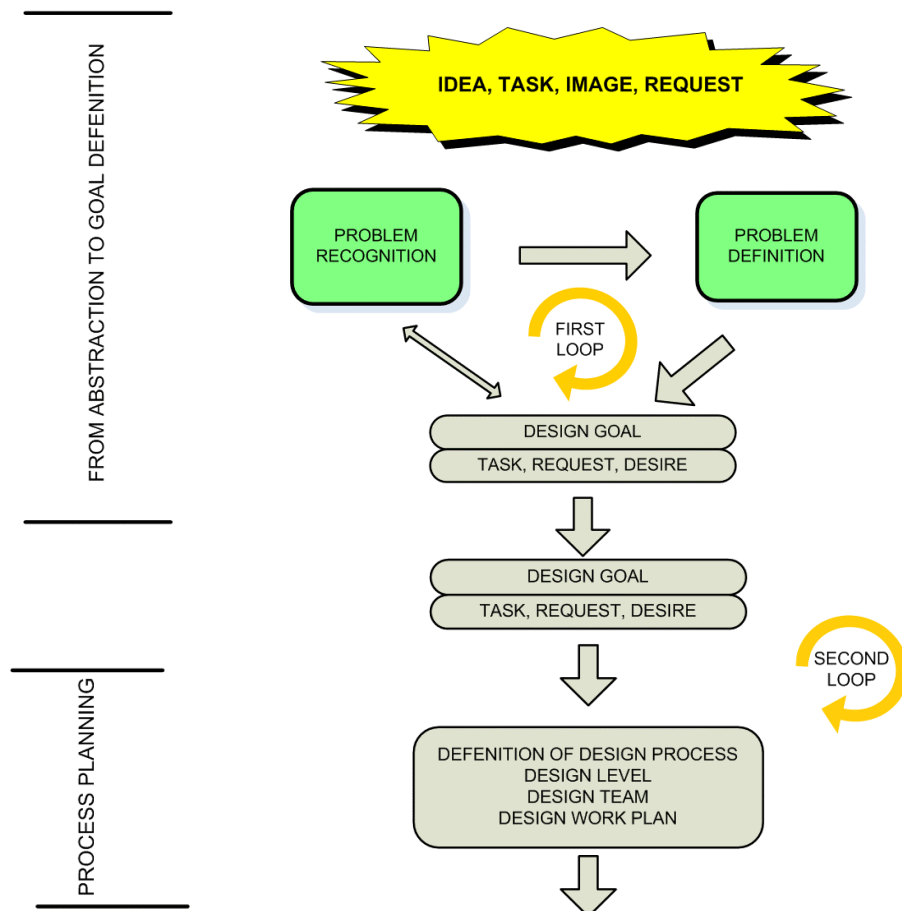 FROM ABSTRACTION TO GOAL DEFENITION
IDEA, TASK, IMAGE, REQUEST
PROBLEM
RECOGNITION
PROBLEM
DEFINITION
FIRST
LOOP
DESIGN GOAL
TASK, REQUEST, DESIRE
DESIGN GOAL
TASK, REQUEST, DESIRE
SECOND
LOOP
PROCESS PLANNING
DEFENITION OF DESIGN PROCESS
DESIGN LEVEL
DESIGN TEAM
DESIGN WORK PLAN